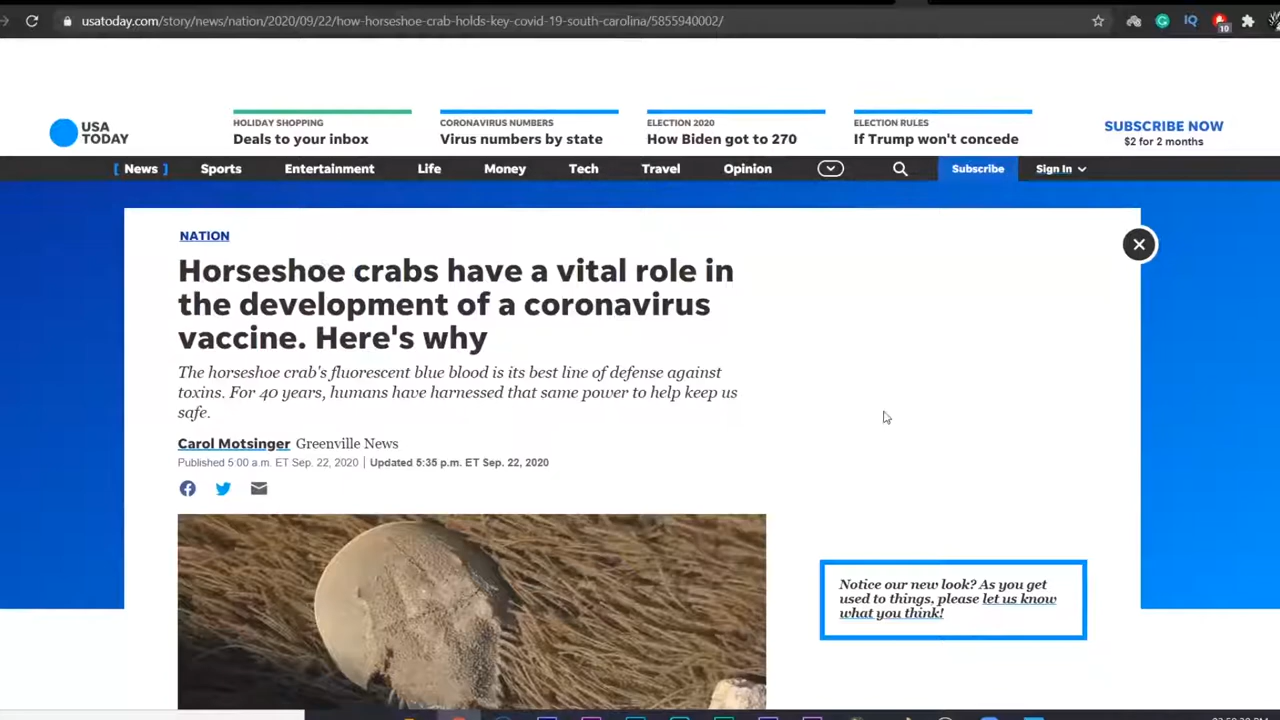 usatoday.com/story/news/nation/2020/09/22/how-horseshoe-crab-holds-key-covid-19-south-carolina/5855940002/
10
USA
TODAY
HOLIDAY SHOPPING
Deals to your inbox
CORONAVIRUS NUMBERS
Virus numbers by state
ELECTION 2020
How Biden got to 270
ELECTION RULES
If Trump won't concede
SUBSCRIBE NOW
$2 for 2 months
[ News ] Sports Entertainment Life Money Tech Travel Opinion Subscribe Sign In
NATION
Horseshoe crabs have a vital role in
the development of a coronavirus
vaccine. Here's why
The horseshoe crab's fluorescent blue blood is its best line of defense against
toxins. For 40 years, humans have harnessed that same power to help keep us
safe.
Carol Motsinger Greenville News
Published 5:00 a.m. ET Sep. 22, 2020 | Updated 5:35 p.m. ET Sep. 22, 2020
Notice our new look? As you get
used to things, please let us know
what you think!